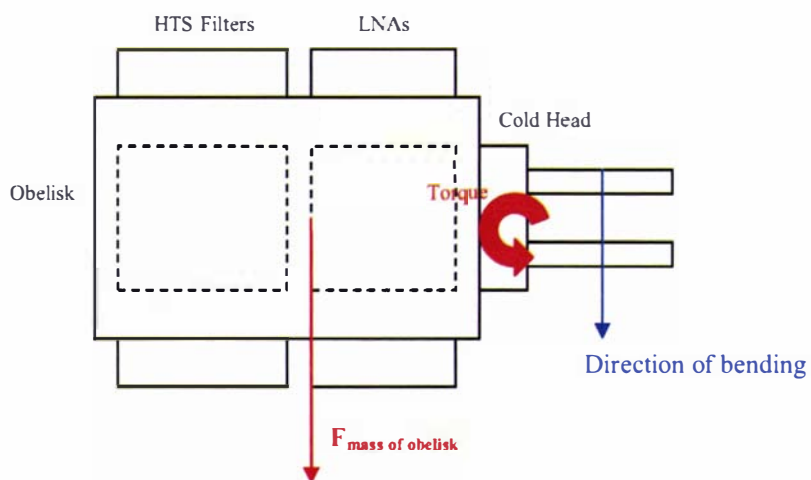 HTS Filters
LNAs
Cold Head
Obelisk
Torque
Direction of bending
F mass of obelisk